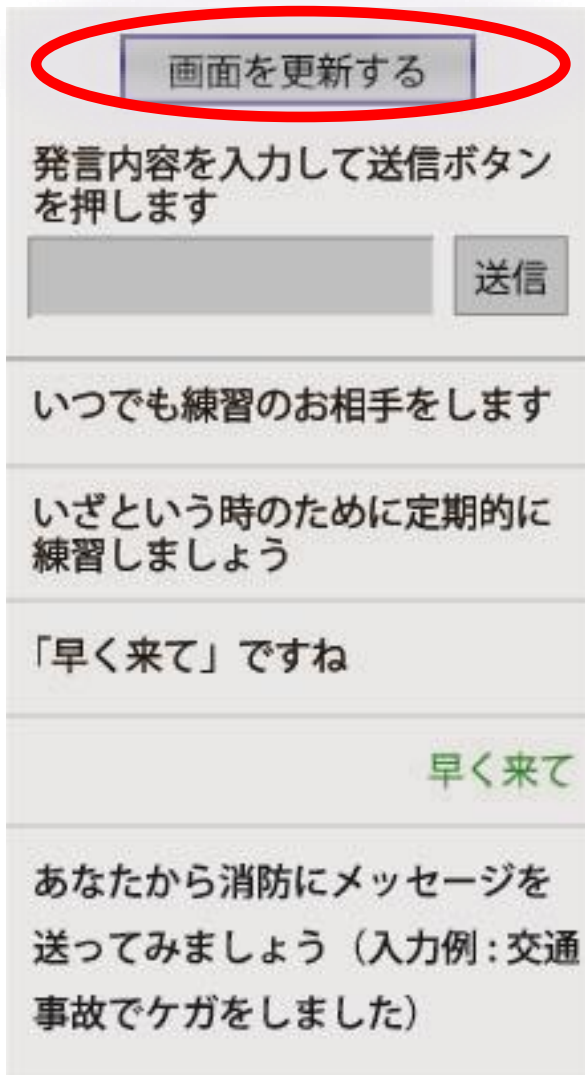 画面を更新する
発言内容を入力して送信ボタン
を押します
送信
いつでも練習のお相手をします
いざという時のために定期的に
練習しましょう
「早く来て」ですね
早く来て
あなたから消防にメッセージを
送ってみましょう（入力例：交通
事故でケガをしました）